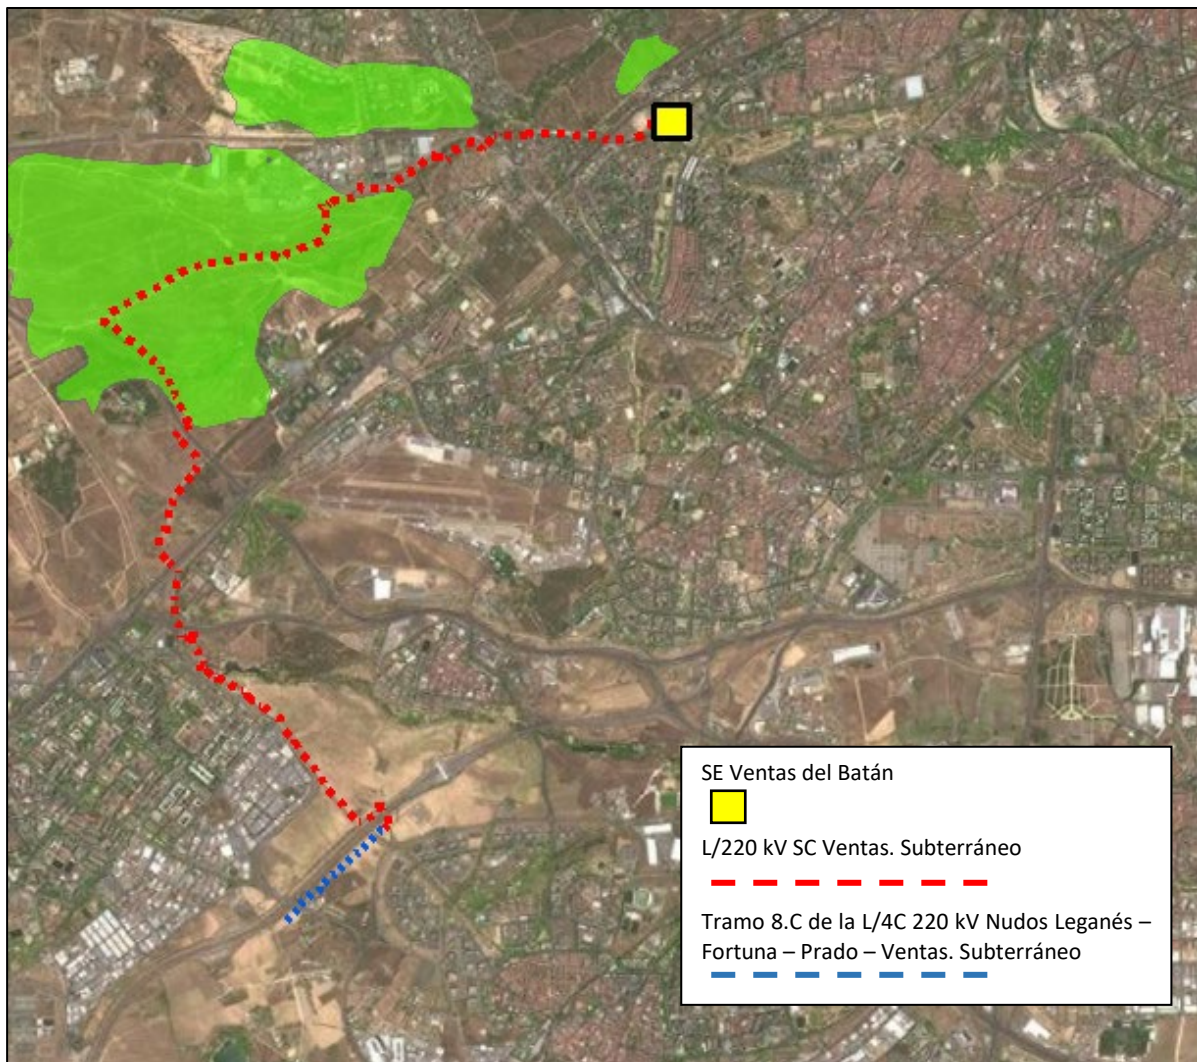 SE Ventas del Batán
L/220 kV SC Ventas. Subterráneo
Tramo 8.C de la L/4C 220 kV Nudos Leganés –
Fortuna – Prado – Ventas. Subterráneo